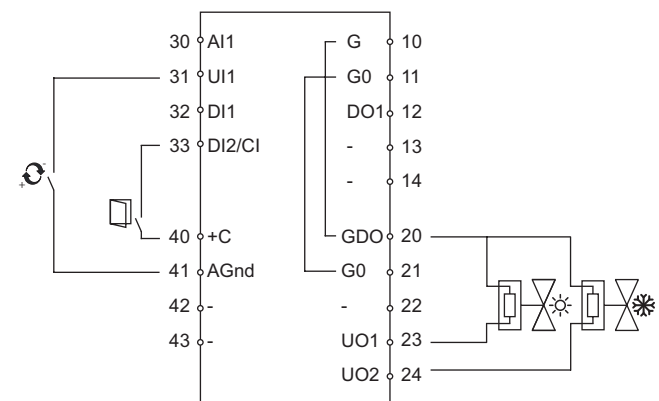 30 AI1 G 10
31 UI1 G0 11
32 DI1 DO1 12
33 DI2/CI - 13
- 14
40 +C GDO 20
41 AGnd G0 21
42 - - 22
43 - UO1 23
UO2 24
- +